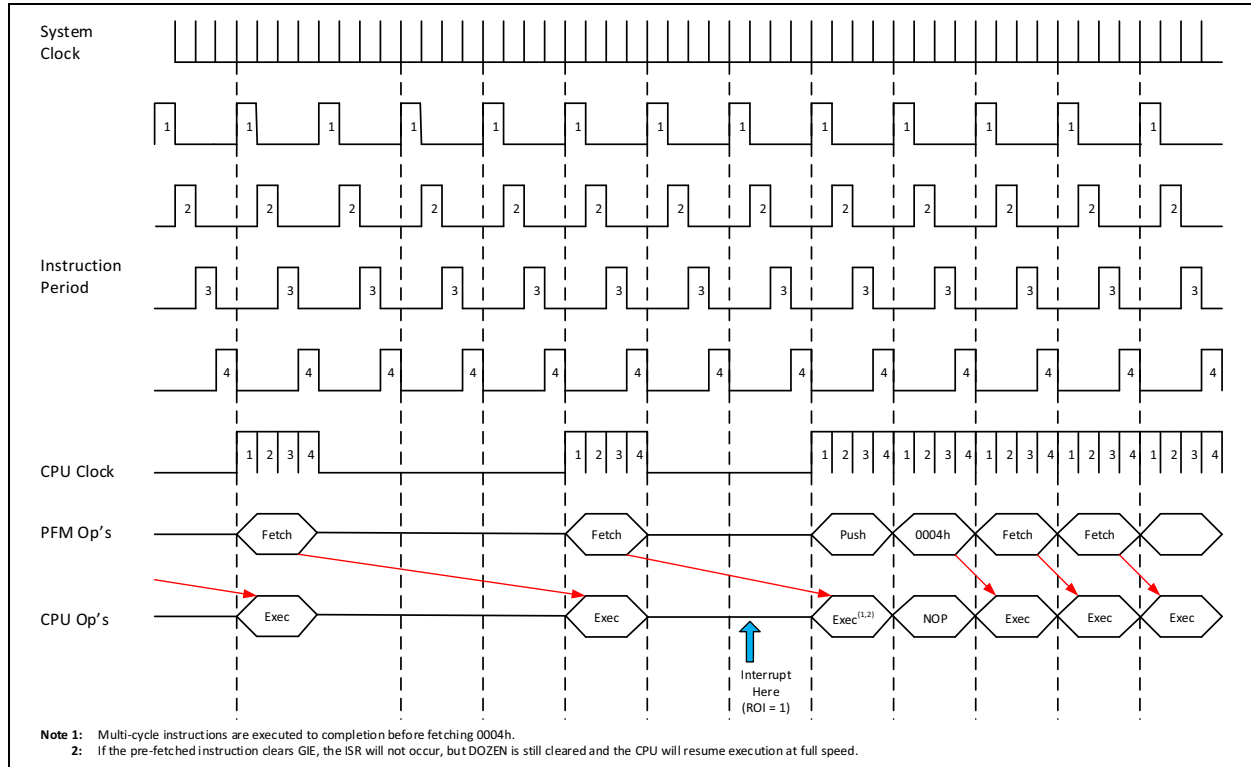 System
Clock
1 1 1 1 1 1 1 1 1 1 1 1 1
2 2 2 2 2 2 2 2 2 2 2 2 2
Instruction
Period
3 3 3 3 3 3 3 3 3 3 3 3 3
4 4 4 4 4 4 4 4 4 4 4 4 4
CPU Clock
1 2 3 4 1 2 3 4 1 2 3 4 1 2 3 4 1 2 3 4 1 2 3 4 1 2 3 4
PFM Op's
Fetch Fetch Push 0004h Fetch Fetch
CPU Op's
Exec Exec Exec(1,2) NOP Exec Exec Exec
Interrupt
Here
(ROI = 1)
Note 1: Multi-cycle instructions are executed to completion before fetching 0004h.
2: If the pre-fetched instruction clears GIE, the ISR will not occur, but DOZEN is still cleared and the CPU will resume execution at full speed.